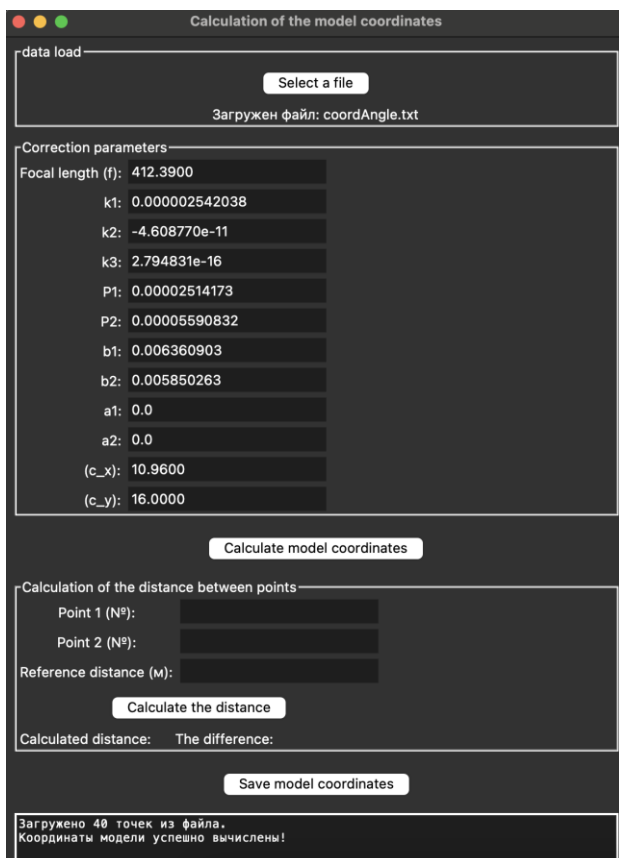 Calculation of the model coordinates
data load
Select a file
Загружен файл: coordAngle.txt
Correction parameters
Focal length (f): 412.3900
k1: 0.000002542038
k2: -4.608770e-11
k3: 2.794831e-16
P1: 0.00002514173
P2: 0.00005590832
b1: 0.006360903
b2: 0.005850263
a1: 0.0
a2: 0.0
(c_x): 10.9600
(c_y): 16.0000
Calculate model coordinates
Calculation of the distance between points
Point 1 (№):
Point 2 (№):
Reference distance (м):
Calculate the distance
Calculated distance: The difference:
Save model coordinates
Загружено 40 точек из файла.
Координаты модели успешно вычислены!